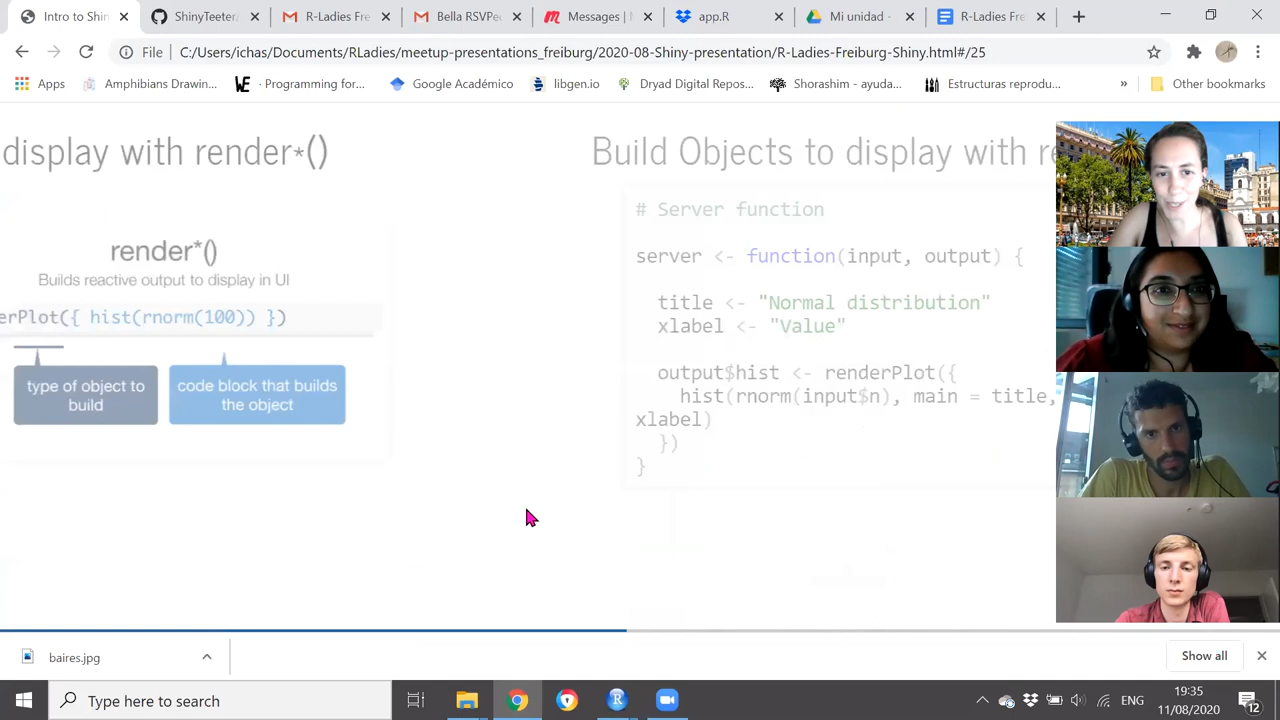 Intro to Shi
ShinyTeeter
R-Ladies Fre
Bella RSVPe
Messages | M
app.R
Mi unidad -
R-Ladies Fre
File
C:/Users/ichas/Documents/RLadies/meetup-presentations_freiburg/2020-08-Shiny-presentation/R-Ladies-Freiburg-Shiny.html#/25
Apps
Amphibians Drawin...
· Programming for...
Google Académico
libgen.io
Dryad Digital Repos...
Shorashim - ayuda...
Estructuras reprodu...
»
Other bookmarks
display with render*()
render*()
Builds reactive output to display in UI
erPlot({ hist(rnorm(100)) })
type of object to
build
code block that builds
the object
Build Objects to display with re
# Server function
server <- function(input, output) {
title <- "Normal distribution"
xlabel <- "Value"
output$hist <- renderPlot({
hist(rnorm(input$n), main = title,
xlabel)
})
}
baires.jpg
Show all
Type here to search
ENG
19:35
11/08/2020
12